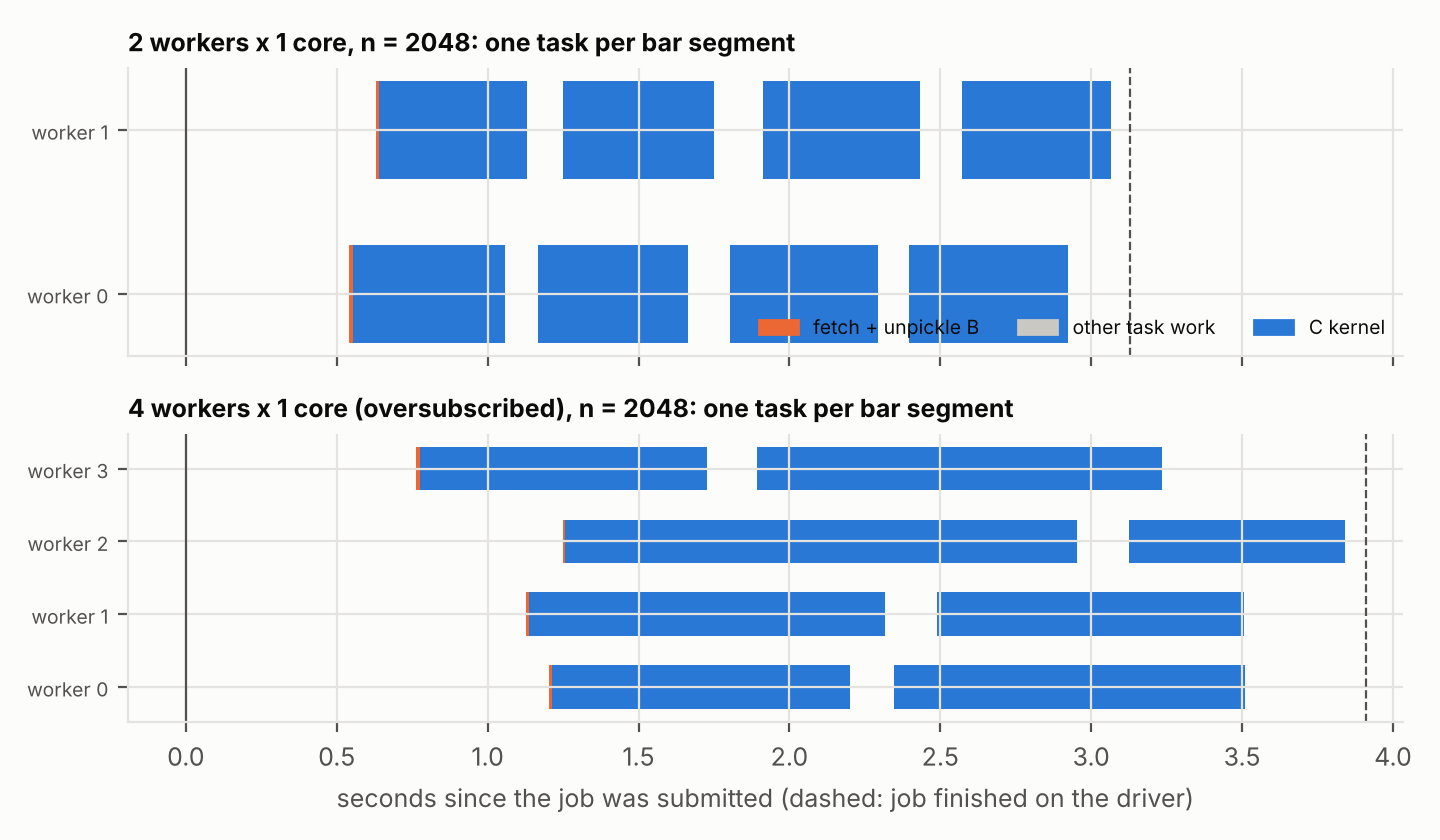 2 workers x 1 core, n = 2048: one task per bar segment
worker 1
worker 0
fetch + unpickle B
other task work
C kernel
4 workers x 1 core (oversubscribed), n = 2048: one task per bar segment
worker 3
worker 2
worker 1
worker 0
0.0 0.5 1.0 1.5 2.0 2.5 3.0 3.5 4.0
seconds since the job was submitted (dashed: job finished on the driver)